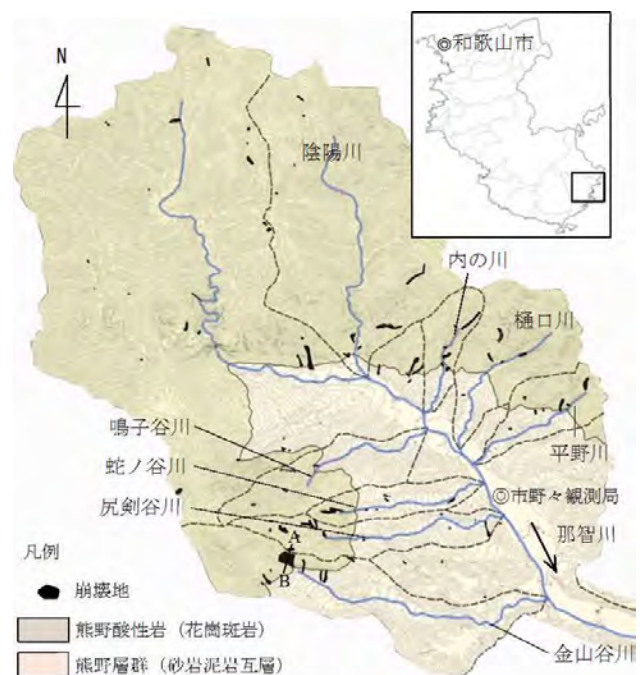 ◎和歌山市
N
陰陽川
内の川
樋口川
鳴子谷川
蛇ノ谷川
尻剣谷川
平野川
◎市野々観測局
那智川
A
B
凡例
崩壊地
熊野酸性岩(花崗斑岩)
熊野層群(砂岩泥岩互層)
金山谷川